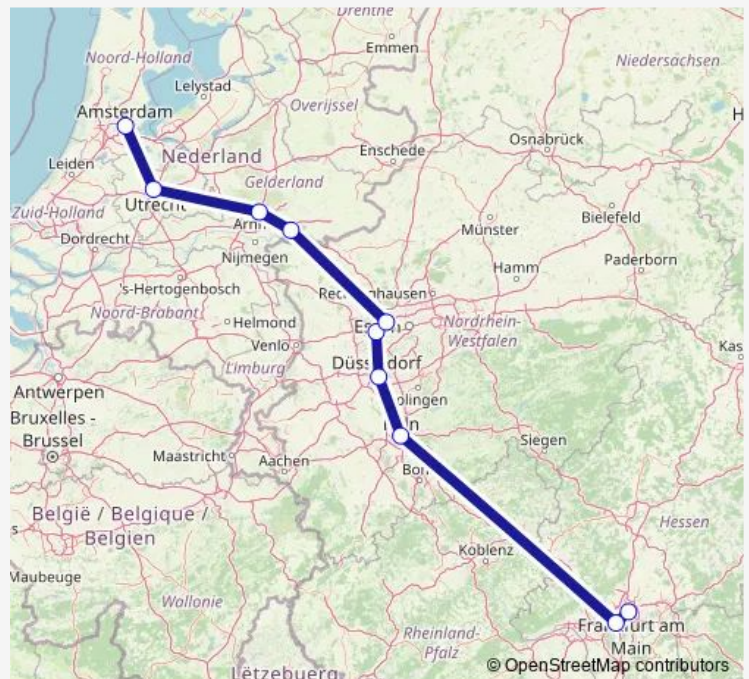 Drenthe
Emmen
Noord-Holland
Niedersachsen
Lelystad
Overijssel
Amsterdam
H
Osnabrück
Enschede
Nederland
Leiden
Gelderland
Zuid-Holland
Utrecht
Bielefeld
Münster
Dordrecht
Nijmegen
Paderborn
Hamm
's-Hertogenbosch
Noord-Brabant
Helmond
Nordrhein-
Westfalen
Venlo
Kas
Limburg
Antwerpen
Bruxelles -
Brussel
Siegen
Maastricht
Aachen
België / Belgique /
Belgien
Hessen
Koblenz
Maubeuge
Wallonie
Main
Rheinland-
Pfalz
Lëtzebuerg
© OpenStreetMap contributors